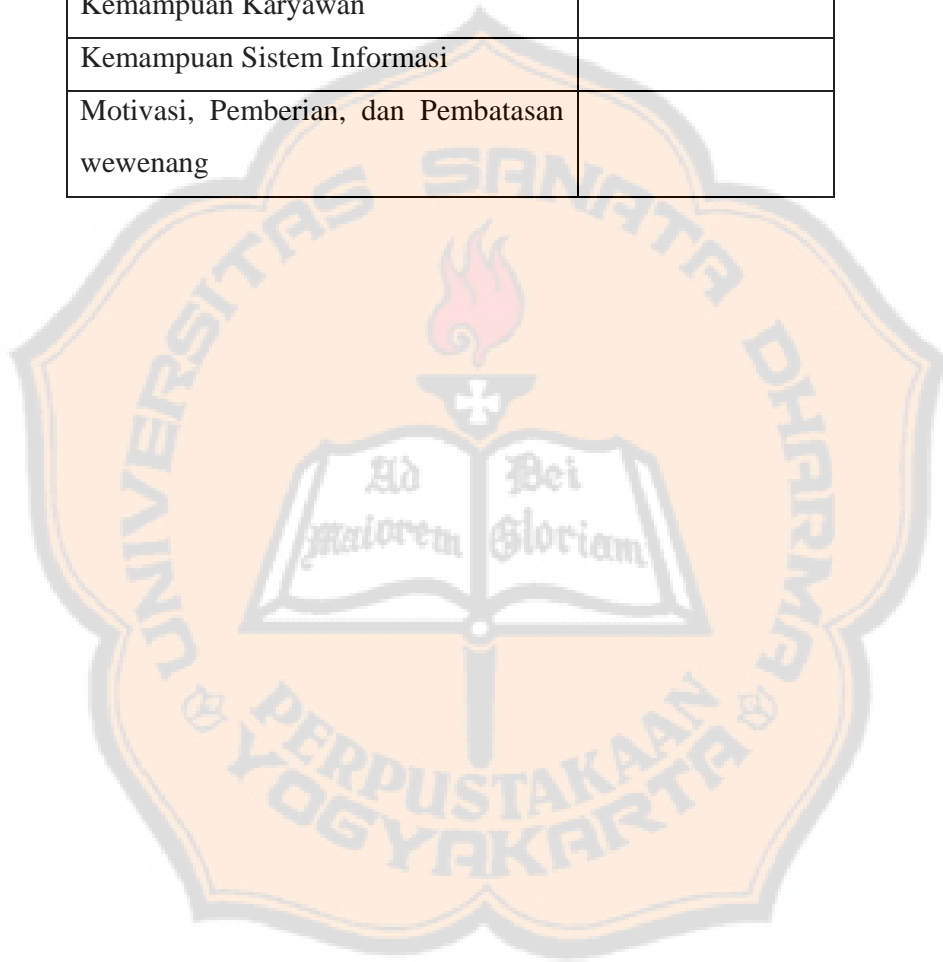 Kemampuan Karyawan
Kemampuan Sistem Informasi
Motivasi, Pemberian, dan Pembatasan
wewenang
UNIVERSITAS SANATA DHARMA
Ad
Dei
Maiorem
Gloriam
PERPUSTAKAAN
YOGYAKARTA